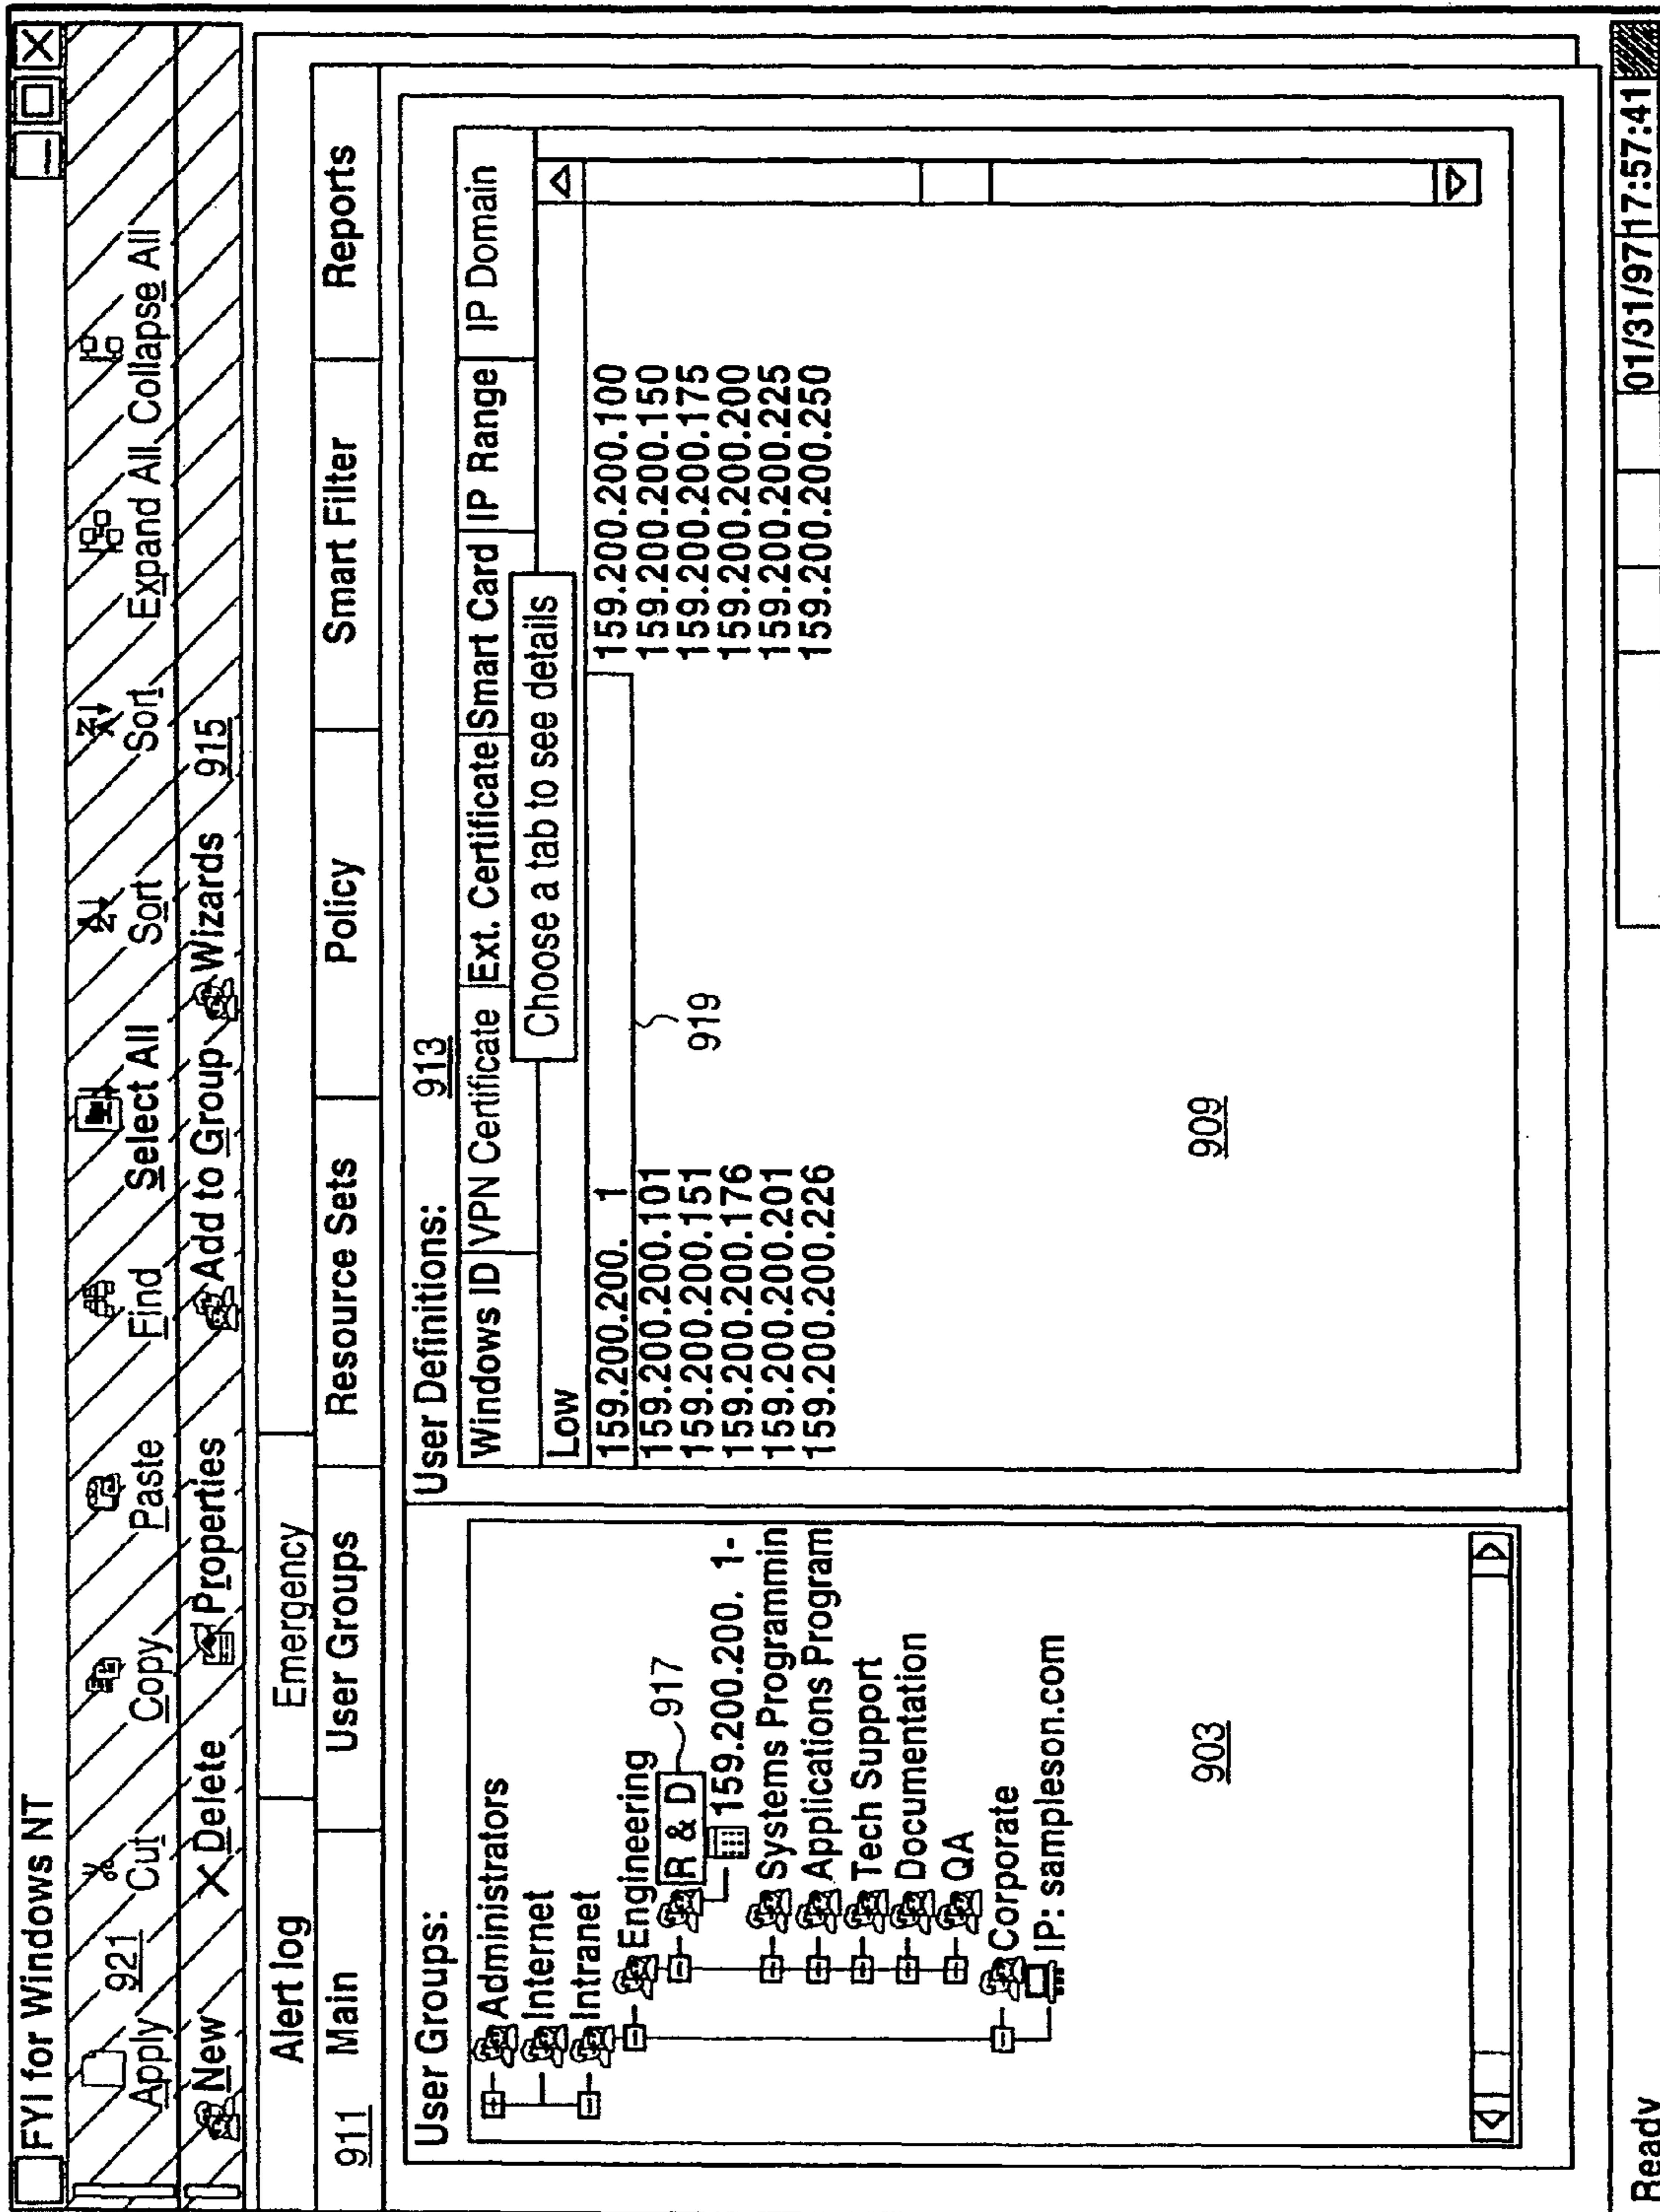 FYI for Windows NT
Apply 921 Cut Copy Paste Find Select All Sort Sort Expand All Collapse All
New Delete Properties Add to Group Wizards 915
Alert log Emergency
911 Main User Groups Resource Sets Policy Smart Filter Reports
User Groups:
Administrators
Internet
Intranet
Engineering
R & D 917
159.200.200. 1-
Systems Programmin
Applications Program
Tech Support
Documentation
QA
Corporate
IP: sampleson.com
903
User Definitions: 913
Windows ID VPN Certificate Ext. Certificate Smart Card IP Range IP Domain
Choose a tab to see details
Low
159.200.200. 1 159.200.200.100
159.200.200.101 159.200.200.150
159.200.200.151 159.200.200.175
159.200.200.176 159.200.200.200
159.200.200.201 159.200.200.225
159.200.200.226 159.200.200.250
919
909
Ready 01/31/97 17:57:41